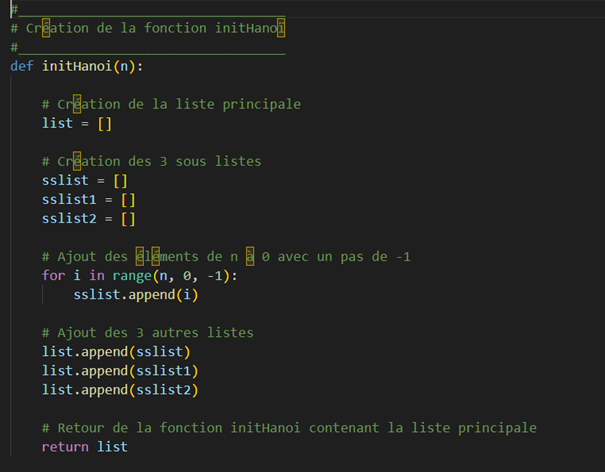 #_________________________________
# Création de la fonction initHanoï
#_________________________________
def initHanoi(n):
    # Création de la liste principale
    list = []
    # Création des 3 sous listes
    sslist = []
    sslist1 = []
    sslist2 = []
    # Ajout des éléments de n à 0 avec un pas de -1
    for i in range(n, 0, -1):
        sslist.append(i)
    # Ajout des 3 autres listes
    list.append(sslist)
    list.append(sslist1)
    list.append(sslist2)
    # Retour de la fonction initHanoi contenant la liste principale
    return list